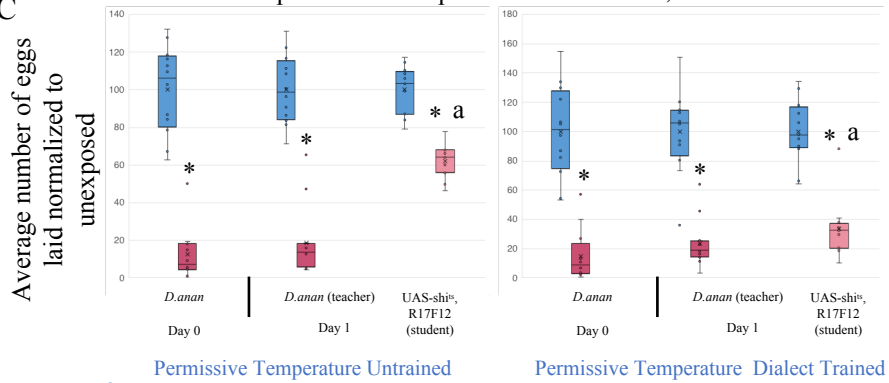 C
Average number of eggs
laid normalized to
unexposed
140
120
100
80
60
40
20
0
*
*
* a
D.anan
D.anan (teacher)
UAS-shits,
R17F12
(student)
Day 0
Day 1
Permissive Temperature Untrained
180
160
140
120
100
80
60
40
20
0
*
*
* a
D.anan
D.anan (teacher)
UAS-shits,
R17F12
(student)
Day 0
Day 1
Permissive Temperature Dialect Trained